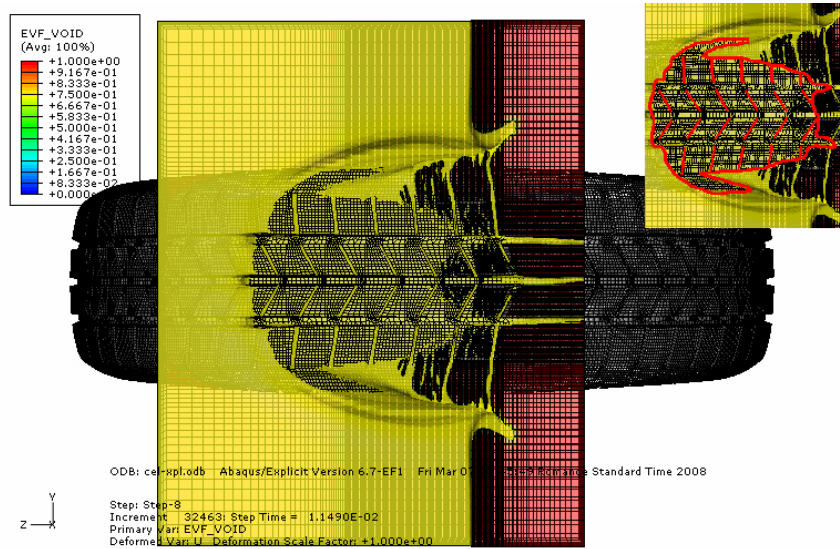 EVF_VOID
(Avg: 100%)
+1.000e+00
+9.167e-01
+8.333e-01
+7.500e-01
+6.667e-01
+5.833e-01
+5.000e-01
+4.167e-01
+3.333e-01
+2.500e-01
+1.667e-01
+8.333e-02
+0.000e
ODB: cel-xpl.odb Abaqus/Explicit Version 6.7-EF1 Fri Mar 07 Romance Standard Time 2008
Y
Z X
Step: Step-8
Increment 32463: Step Time = 1.1490E-02
Primary Var: EVF_VOID
Deformed Var: U Deformation Scale Factor: +1.000e+00